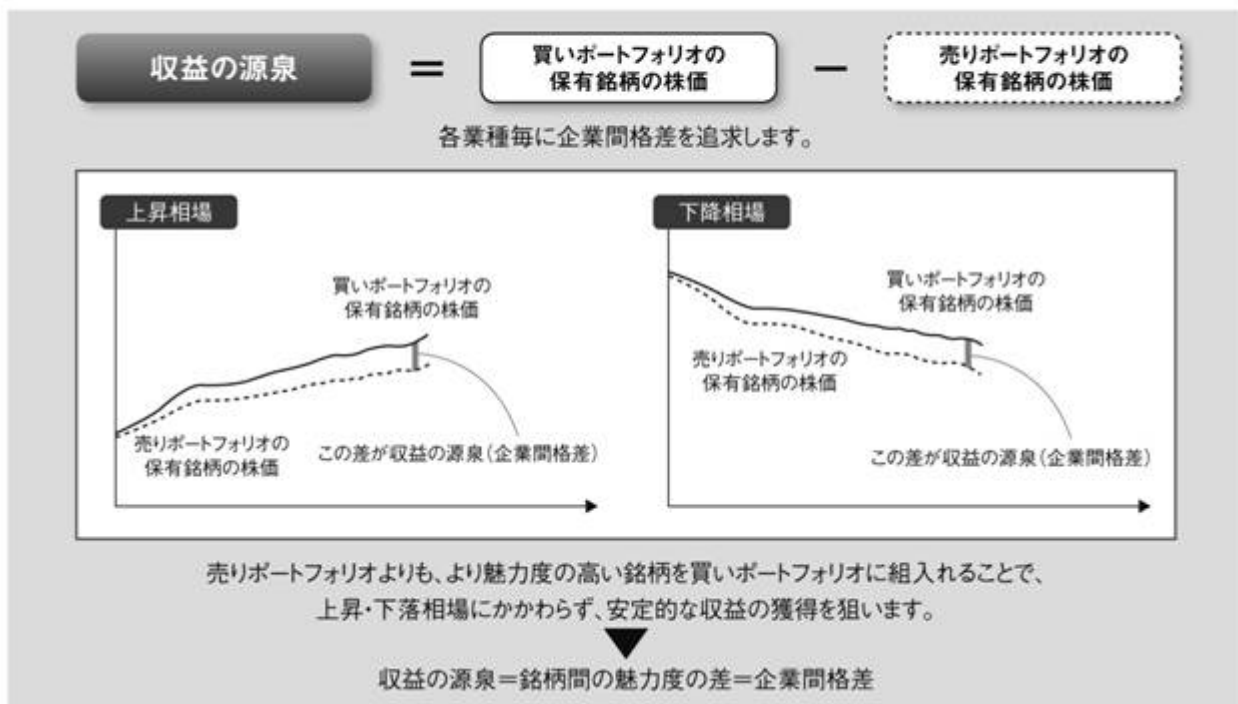 収益の源泉
=
買いポートフォリオの
保有銘柄の株価
−
売りポートフォリオの
保有銘柄の株価
各業種毎に企業間格差を追求します。
上昇相場
買いポートフォリオの
保有銘柄の株価
売りポートフォリオの
保有銘柄の株価
この差が収益の源泉(企業間格差)
下降相場
買いポートフォリオの
保有銘柄の株価
売りポートフォリオの
保有銘柄の株価
この差が収益の源泉(企業間格差)
売りポートフォリオよりも、より魅力度の高い銘柄を買いポートフォリオに組入れることで、
上昇・下落相場にかかわらず、安定的な収益の獲得を狙います。
収益の源泉=銘柄間の魅力度の差=企業間格差